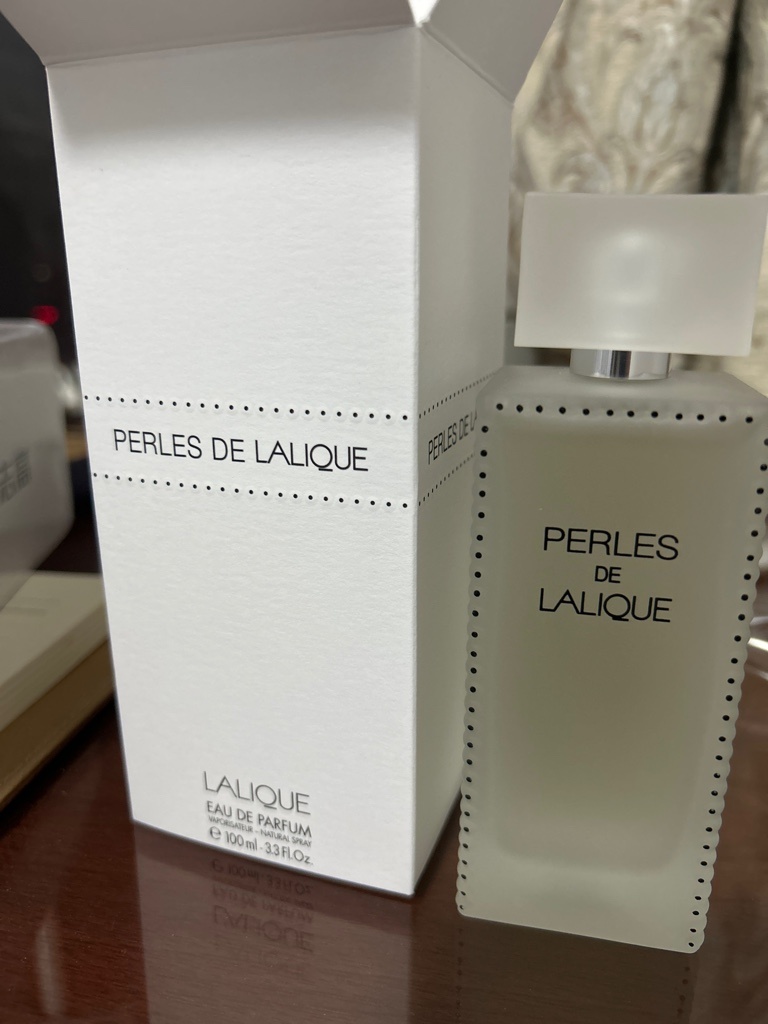 PERLES DE LALIQUE
LALIQUE
EAU DE PARFUM
VAPORISATEUR – NATURAL SPRAY
℮ 100 ml - 3.3 Fl.Oz.
PERLES DE
PERLES
DE
LALIQUE